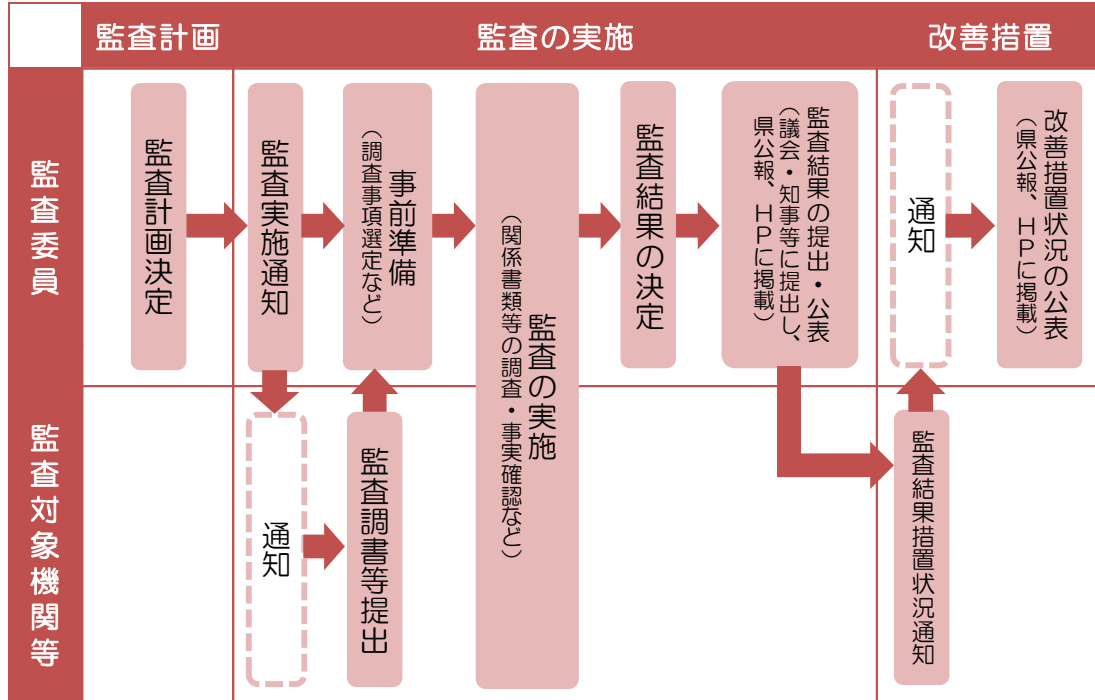 監査計画
監査の実施
改善措置
監査委員
監査計画決定
監査実施通知
事前準備
（調査事項選定など）
監査の実施
（関係書類等の調査・事実確認など）
監査結果の決定
監査結果の提出・公表
（議会・知事等に提出し、
県公報、ＨＰに掲載）
通知
改善措置状況の公表
（県公報、ＨＰに掲載）
監査対象機関等
通知
監査調書等提出
監査結果措置状況通知